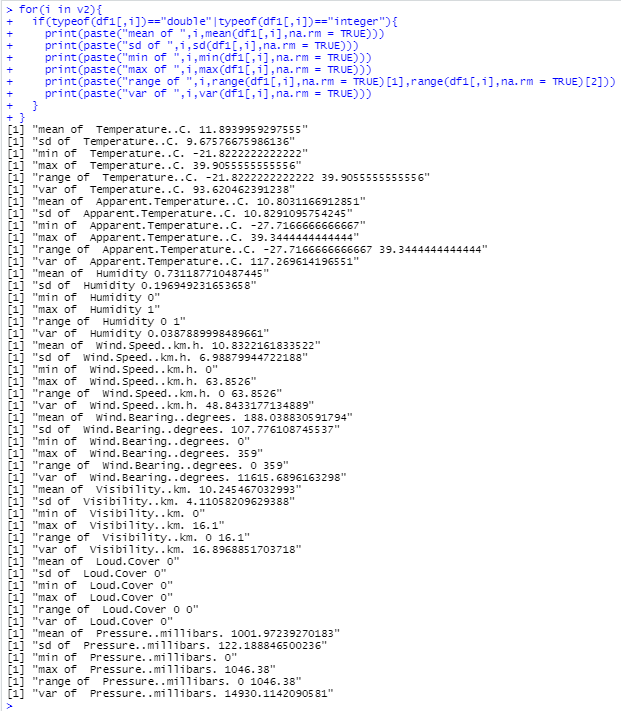 > for(i in v2){
+   if(typeof(df1[,i])=="double"|typeof(df1[,i])=="integer"){
+     print(paste("mean of ",i,mean(df1[,i],na.rm = TRUE)))
+     print(paste("sd of ",i,sd(df1[,i],na.rm = TRUE)))
+     print(paste("min of ",i,min(df1[,i],na.rm = TRUE)))
+     print(paste("max of ",i,max(df1[,i],na.rm = TRUE)))
+     print(paste("range of ",i,range(df1[,i],na.rm = TRUE)[1],range(df1[,i],na.rm = TRUE)[2]))
+     print(paste("var of ",i,var(df1[,i],na.rm = TRUE)))
+   }
+ }
[1] "mean of  Temperature..C. 11.8939959297555"
[1] "sd of  Temperature..C. 9.67576675986136"
[1] "min of  Temperature..C. -21.8222222222222"
[1] "max of  Temperature..C. 39.9055555555556"
[1] "range of  Temperature..C. -21.8222222222222 39.9055555555556"
[1] "var of  Temperature..C. 93.620462391238"
[1] "mean of  Apparent.Temperature..C. 10.8031166912851"
[1] "sd of  Apparent.Temperature..C. 10.8291095754245"
[1] "min of  Apparent.Temperature..C. -27.7166666666667"
[1] "max of  Apparent.Temperature..C. 39.3444444444444"
[1] "range of  Apparent.Temperature..C. -27.7166666666667 39.3444444444444"
[1] "var of  Apparent.Temperature..C. 117.269614196551"
[1] "mean of  Humidity 0.731187710487445"
[1] "sd of  Humidity 0.196949231653658"
[1] "min of  Humidity 0"
[1] "max of  Humidity 1"
[1] "range of  Humidity 0 1"
[1] "var of  Humidity 0.0387889998489661"
[1] "mean of  Wind.Speed..km.h. 10.8322161833522"
[1] "sd of  Wind.Speed..km.h. 6.98879944722188"
[1] "min of  Wind.Speed..km.h. 0"
[1] "max of  Wind.Speed..km.h. 63.8526"
[1] "range of  Wind.Speed..km.h. 0 63.8526"
[1] "var of  Wind.Speed..km.h. 48.8433177134889"
[1] "mean of  Wind.Bearing..degrees. 188.038830591794"
[1] "sd of  Wind.Bearing..degrees. 107.776108745537"
[1] "min of  Wind.Bearing..degrees. 0"
[1] "max of  Wind.Bearing..degrees. 359"
[1] "range of  Wind.Bearing..degrees. 0 359"
[1] "var of  Wind.Bearing..degrees. 11615.6896163298"
[1] "mean of  Visibility..km. 10.245467032993"
[1] "sd of  Visibility..km. 4.11058209629388"
[1] "min of  Visibility..km. 0"
[1] "max of  Visibility..km. 16.1"
[1] "range of  Visibility..km. 0 16.1"
[1] "var of  Visibility..km. 16.8968851703718"
[1] "mean of  Loud.Cover 0"
[1] "sd of  Loud.Cover 0"
[1] "min of  Loud.Cover 0"
[1] "max of  Loud.Cover 0"
[1] "range of  Loud.Cover 0 0"
[1] "var of  Loud.Cover 0"
[1] "mean of  Pressure..millibars. 1001.97239270183"
[1] "sd of  Pressure..millibars. 122.188846500236"
[1] "min of  Pressure..millibars. 0"
[1] "max of  Pressure..millibars. 1046.38"
[1] "range of  Pressure..millibars. 0 1046.38"
[1] "var of  Pressure..millibars. 14930.1142090581"
>